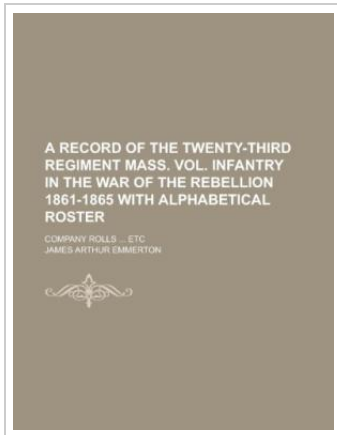 A RECORD OF THE TWENTY-THIRD
REGIMENT MASS. VOL. INFANTRY
IN THE WAR OF THE REBELLION
1861-1865 WITH ALPHABETICAL
ROSTER
COMPANY ROLLS ... ETC
JAMES ARTHUR EMMERTON